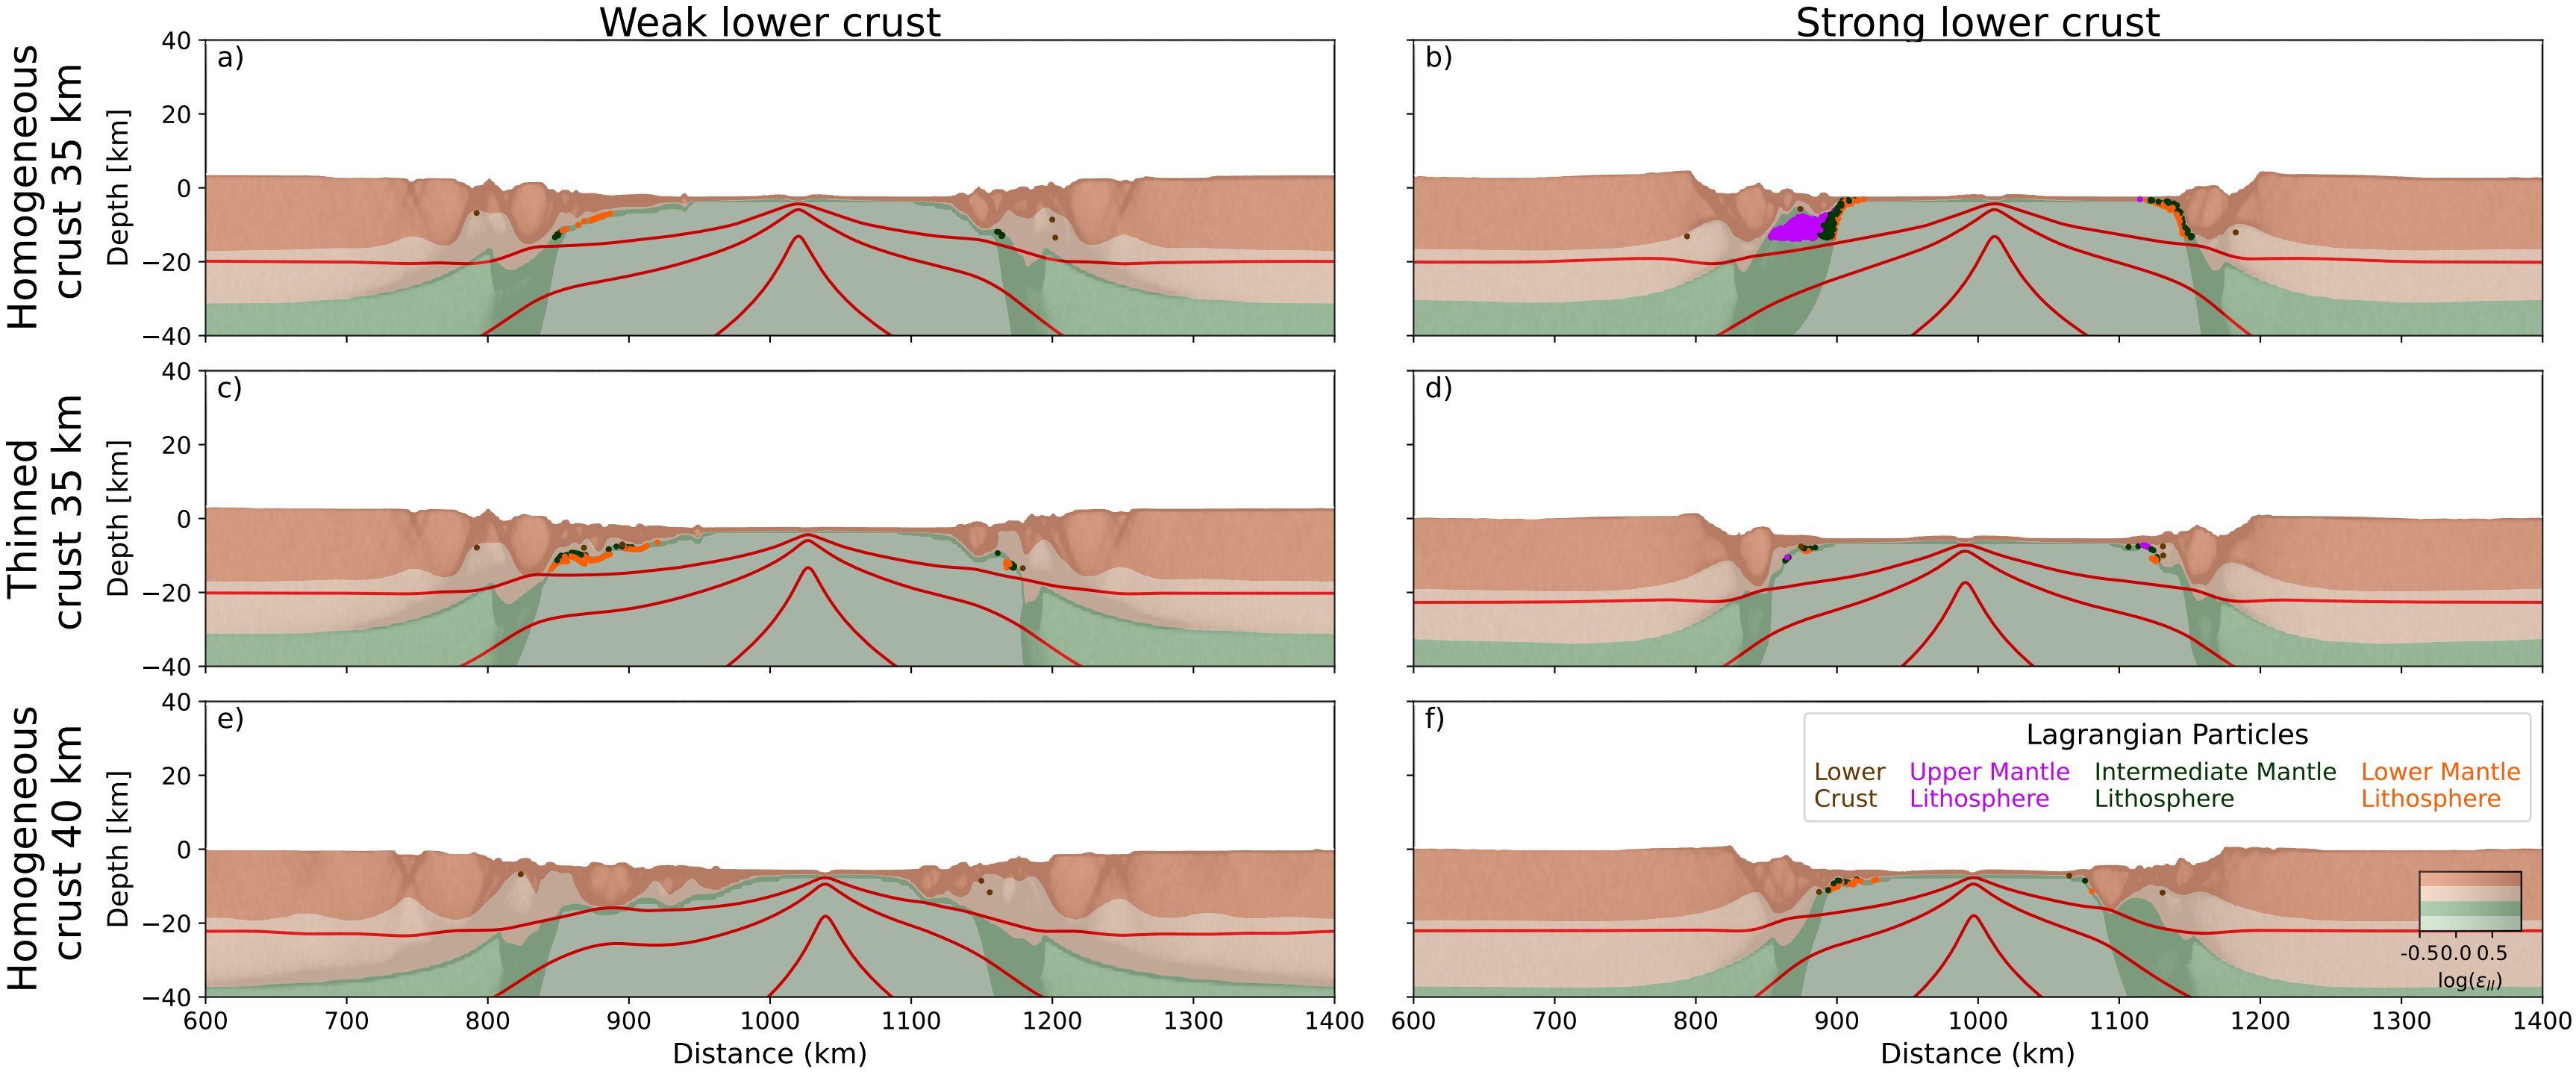 Weak lower crust
Strong lower crust
Homogeneous
crust 35 km
Depth [km]
40
20
0
−20
−40
a)
b)
Thinned
crust 35 km
Depth [km]
40
20
0
−20
−40
c)
d)
Homogeneous
crust 40 km
Depth [km]
40
20
0
−20
−40
e)
f)
Lagrangian Particles
Lower Crust
Upper Mantle Lithosphere
Intermediate Mantle Lithosphere
Lower Mantle Lithosphere
-0.5 0.0 0.5
log(ε_II)
600 700 800 900 1000 1100 1200 1300 1400
Distance (km)
600 700 800 900 1000 1100 1200 1300 1400
Distance (km)